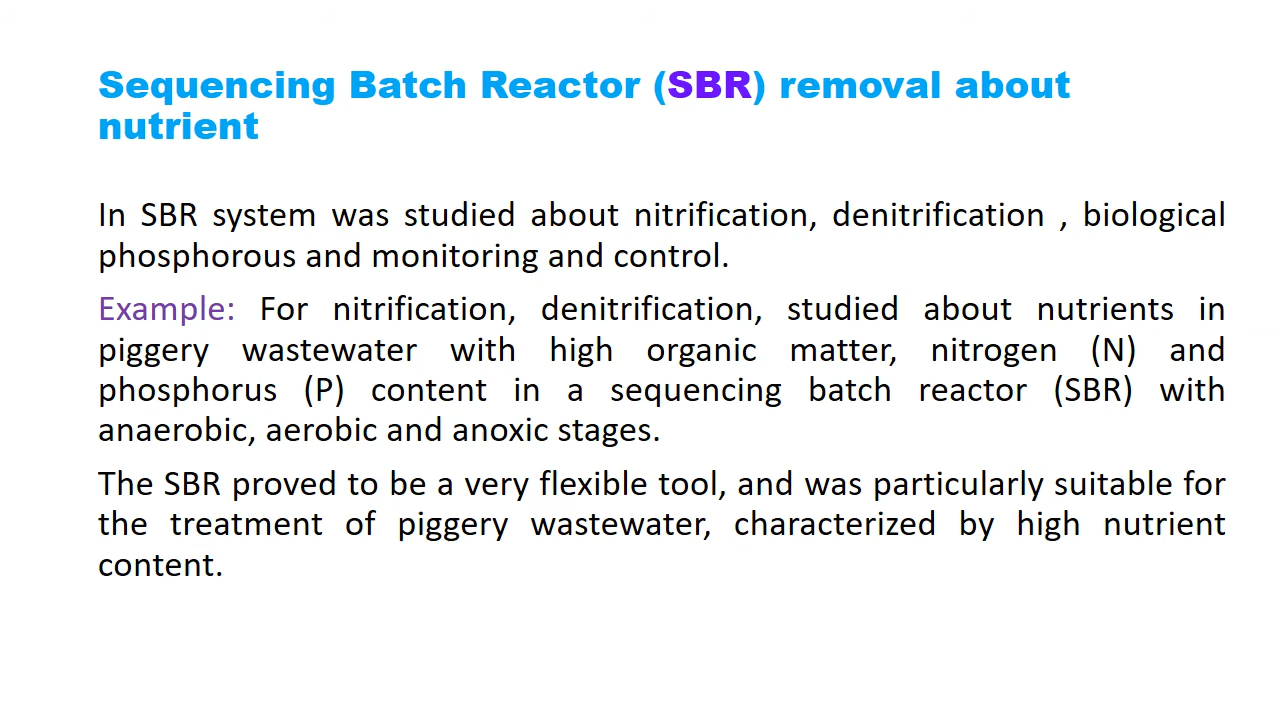 Sequencing Batch Reactor (SBR) removal about
nutrient
In SBR system was studied about nitrification, denitrification , biological
phosphorous and monitoring and control.
Example: For nitrification, denitrification, studied about nutrients in
piggery wastewater with high organic matter, nitrogen (N) and
phosphorus (P) content in a sequencing batch reactor (SBR) with
anaerobic, aerobic and anoxic stages.
The SBR proved to be a very flexible tool, and was particularly suitable for
the treatment of piggery wastewater, characterized by high nutrient
content.